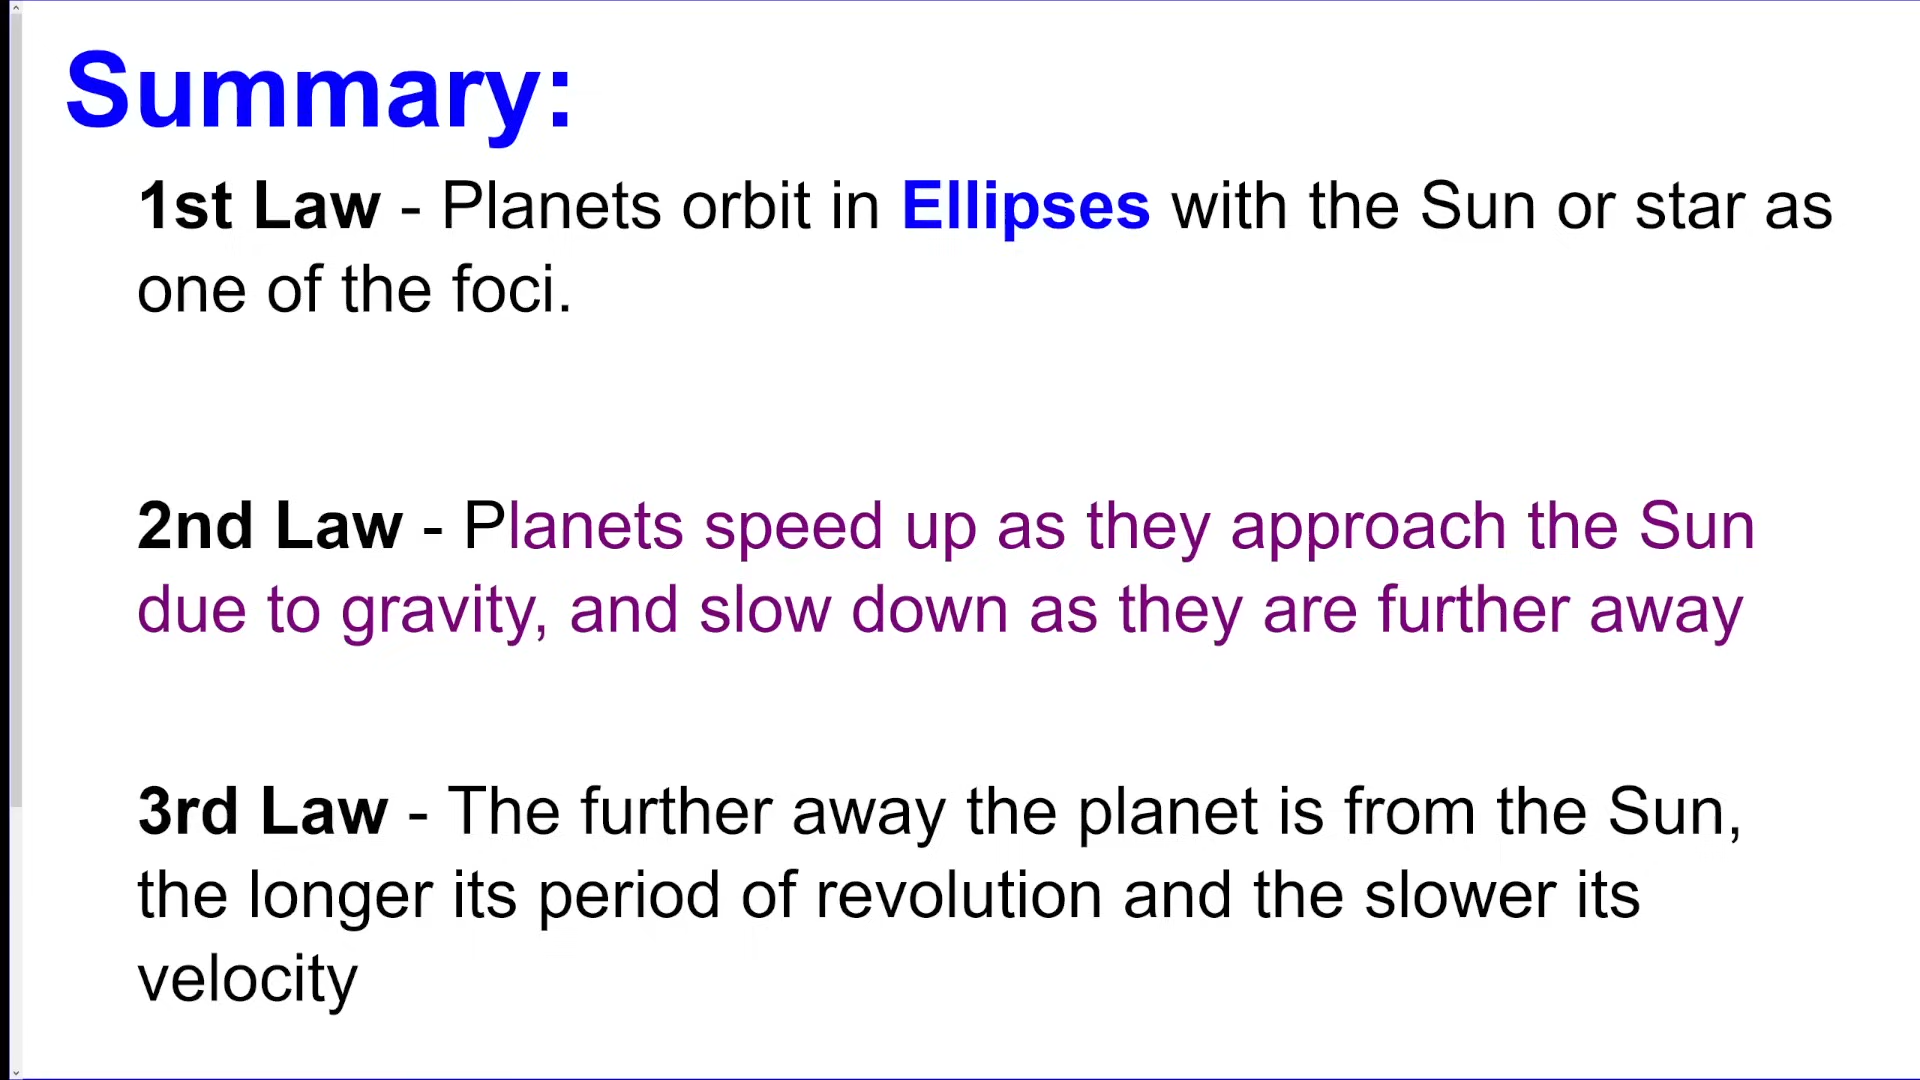 Summary:
1st Law - Planets orbit in Ellipses with the Sun or star as
one of the foci.
2nd Law - Planets speed up as they approach the Sun
due to gravity, and slow down as they are further away
3rd Law - The further away the planet is from the Sun,
the longer its period of revolution and the slower its
velocity